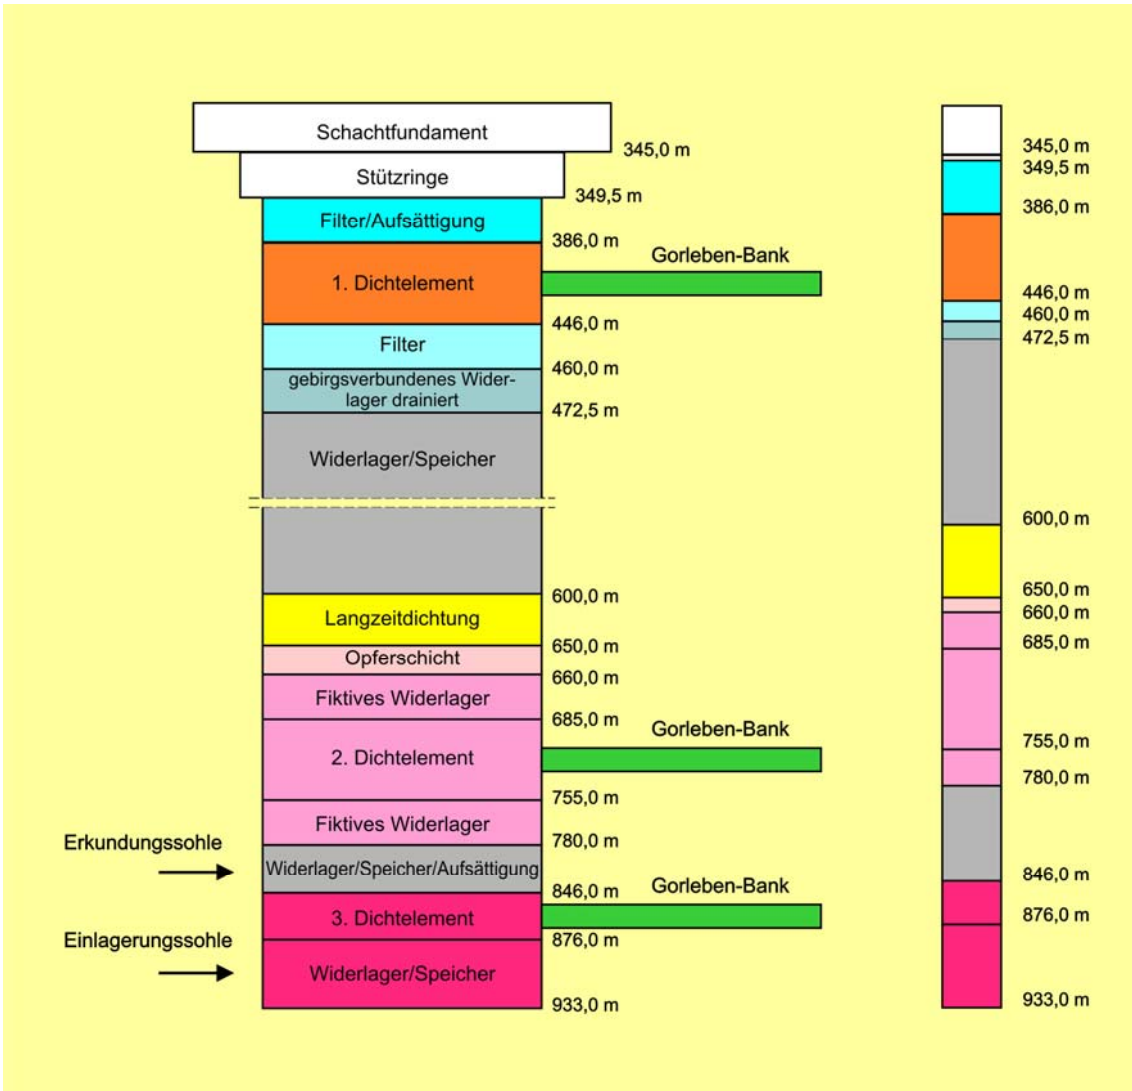 Schachtfundament
345,0 m
Stützringe
349,5 m
Filter/Aufsättigung
386,0 m
1. Dichtelement
Gorleben-Bank
446,0 m
Filter
460,0 m
gebirgsverbundenes Wider-
lager drainiert
472,5 m
Widerlager/Speicher
600,0 m
Langzeitdichtung
650,0 m
Opferschicht
660,0 m
Fiktives Widerlager
685,0 m
2. Dichtelement
Gorleben-Bank
755,0 m
Fiktives Widerlager
780,0 m
Erkundungssohle
Widerlager/Speicher/Aufsättigung
846,0 m
3. Dichtelement
Gorleben-Bank
876,0 m
Einlagerungssohle
Widerlager/Speicher
933,0 m
345,0 m
349,5 m
386,0 m
446,0 m
460,0 m
472,5 m
600,0 m
650,0 m
660,0 m
685,0 m
755,0 m
780,0 m
846,0 m
876,0 m
933,0 m